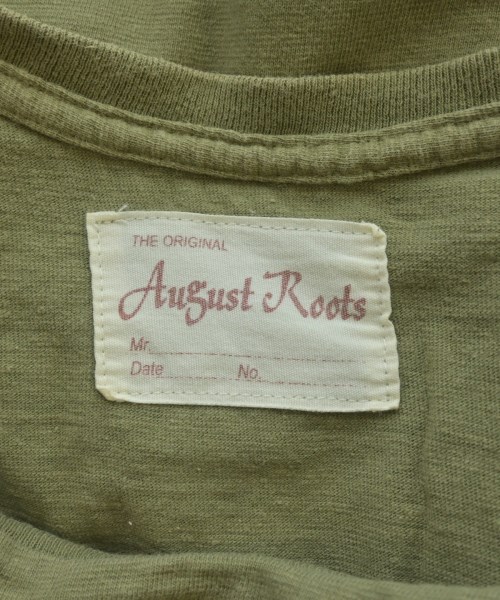 THE ORIGINAL
August Roots
Mr.
Date No.